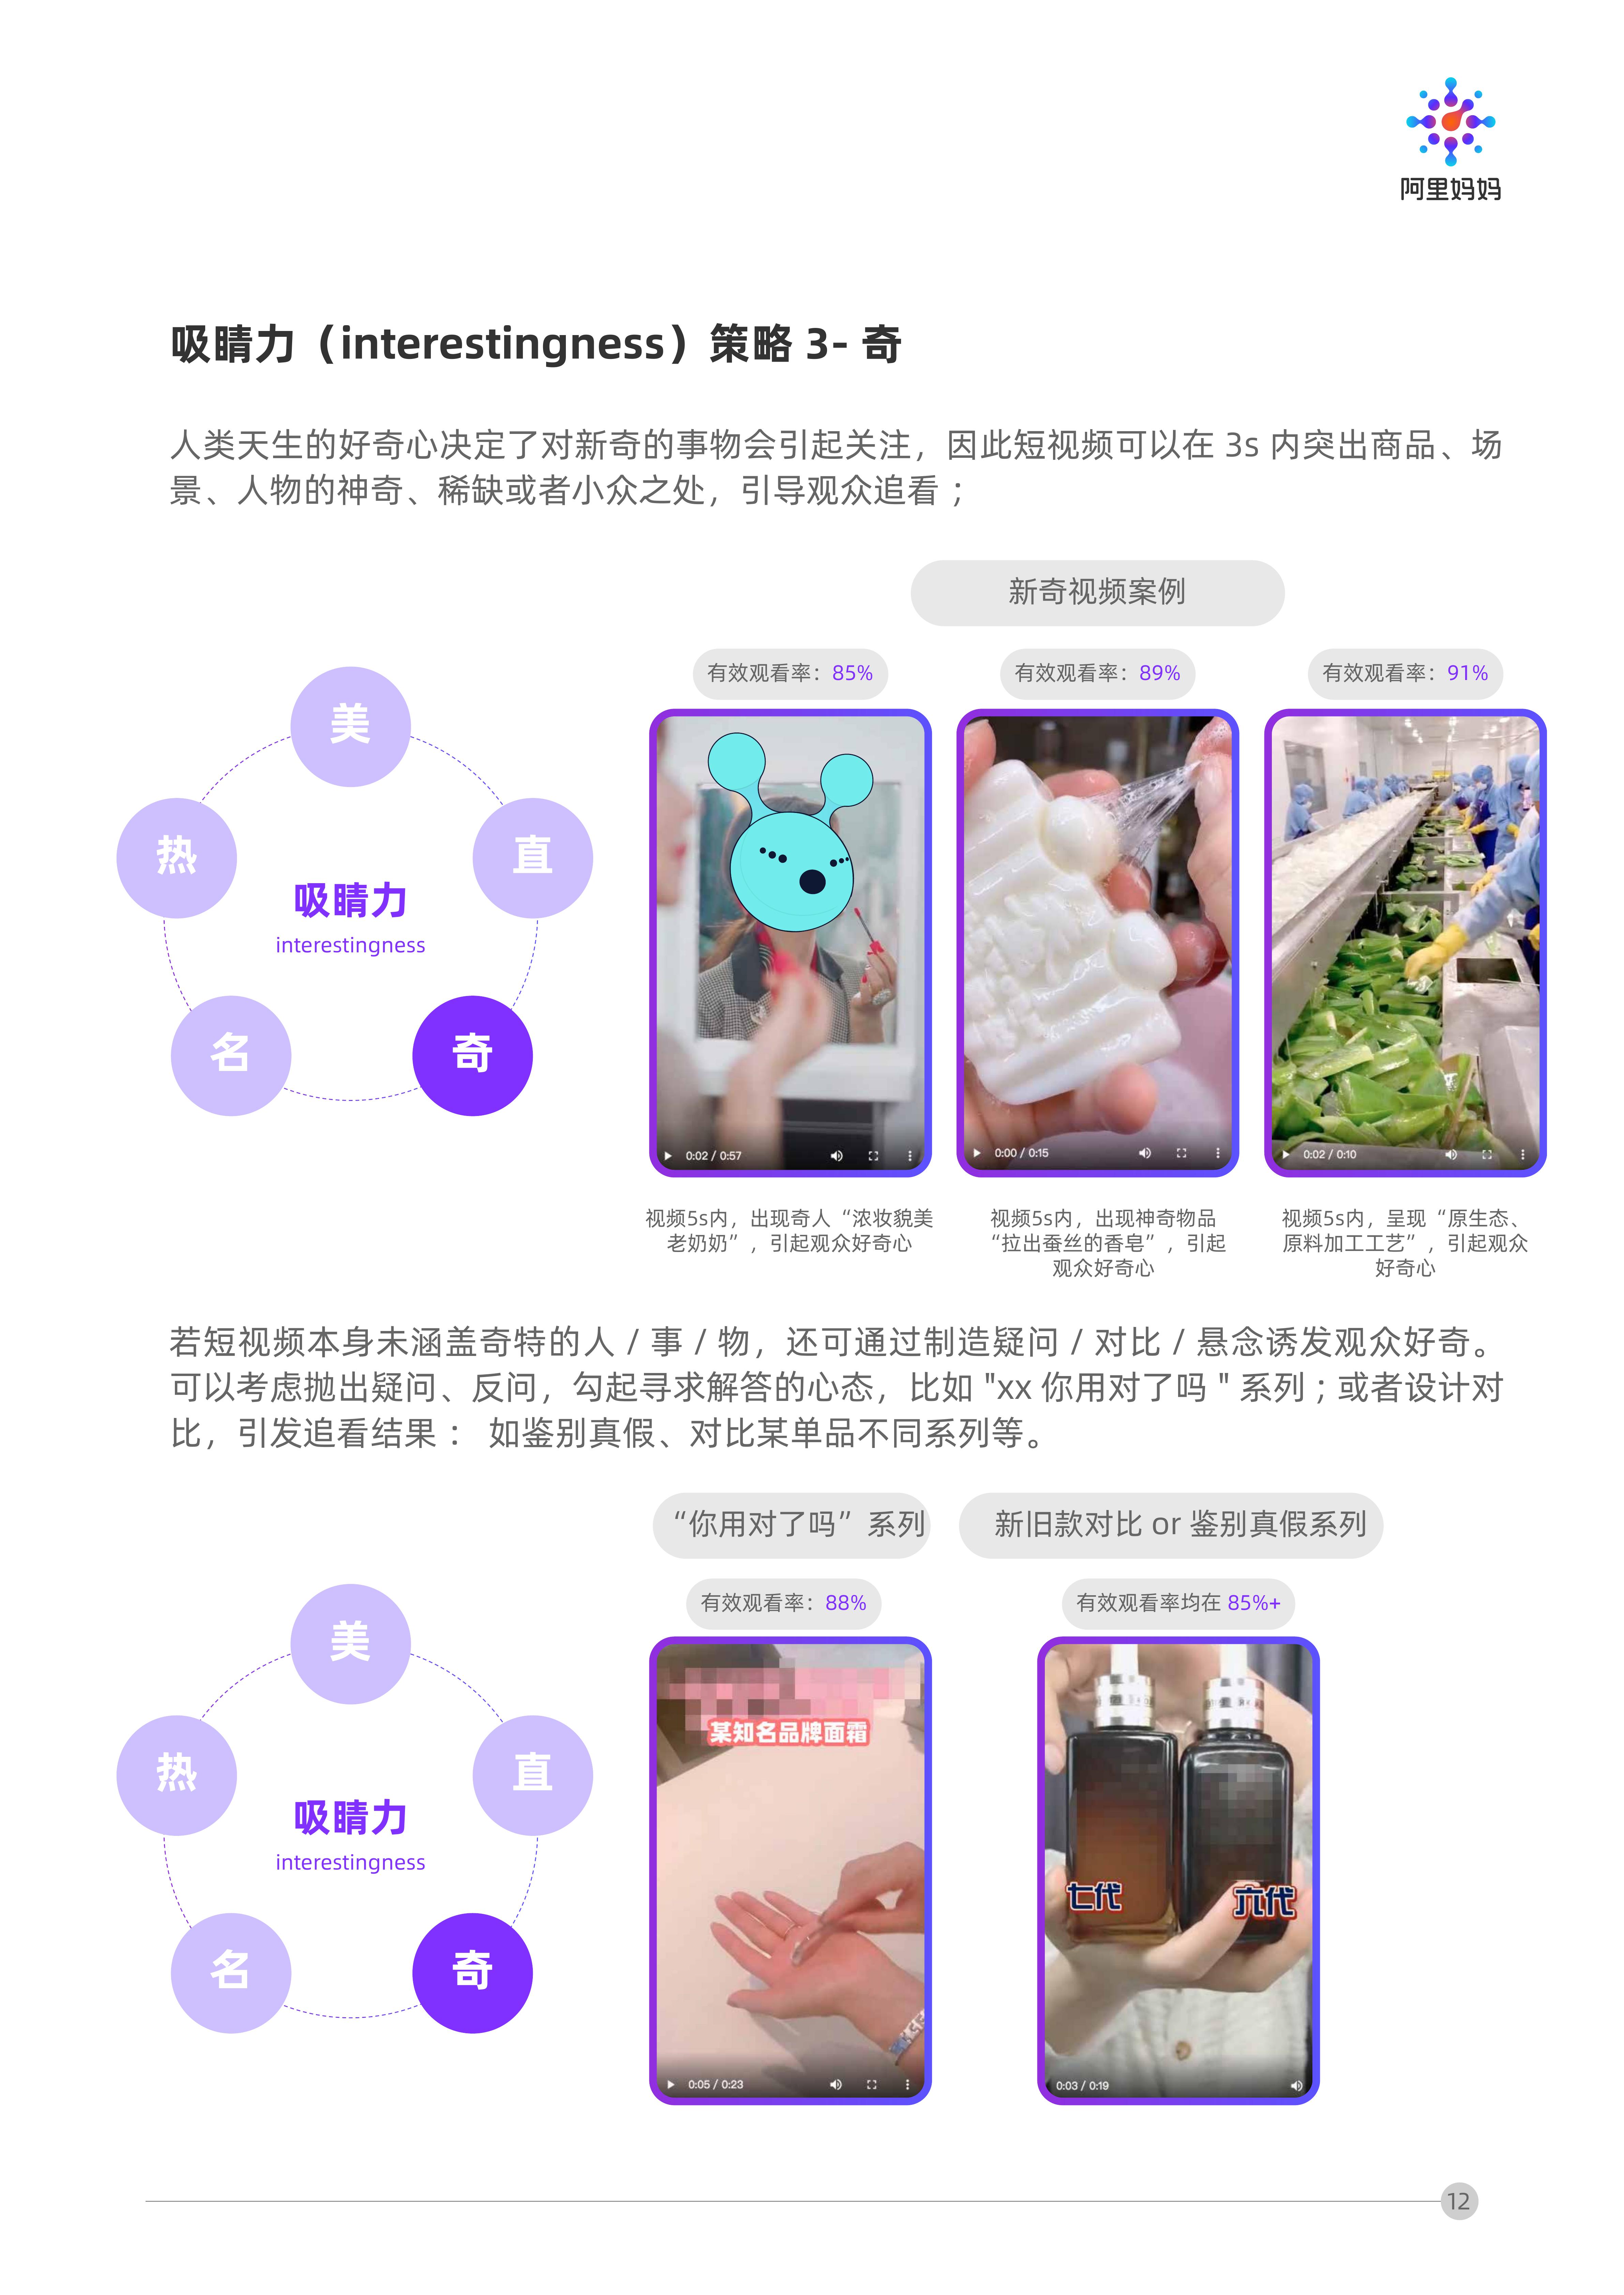 阿里妈妈
吸睛力（interestingness）策略 3- 奇
人类天生的好奇心决定了对新奇的事物会引起关注，因此短视频可以在 3s 内突出商品、场
景、人物的神奇、稀缺或者小众之处，引导观众追看；
新奇视频案例
有效观看率：85%
有效观看率：89%
有效观看率：91%
美
热
直
吸睛力
interestingness
名
奇
0:02 / 0:57
0:00 / 0:15
0:02 / 0:10
视频5s内，出现奇人“浓妆貌美
老奶奶”，引起观众好奇心
视频5s内，出现神奇物品
“拉出蚕丝的香皂”，引起
观众好奇心
视频5s内，呈现“原生态、
原料加工工艺”，引起观众
好奇心
若短视频本身未涵盖奇特的人 / 事 / 物，还可通过制造疑问 / 对比 / 悬念诱发观众好奇。
可以考虑抛出疑问、反问，勾起寻求解答的心态，比如 "xx 你用对了吗 " 系列；或者设计对
比，引发追看结果： 如鉴别真假、对比某单品不同系列等。
“你用对了吗”系列
新旧款对比 or 鉴别真假系列
有效观看率：88%
有效观看率均在 85%+
美
热
直
吸睛力
interestingness
名
奇
某知名品牌面霜
0:05 / 0:23
七代
六代
0:03 / 0:19
12